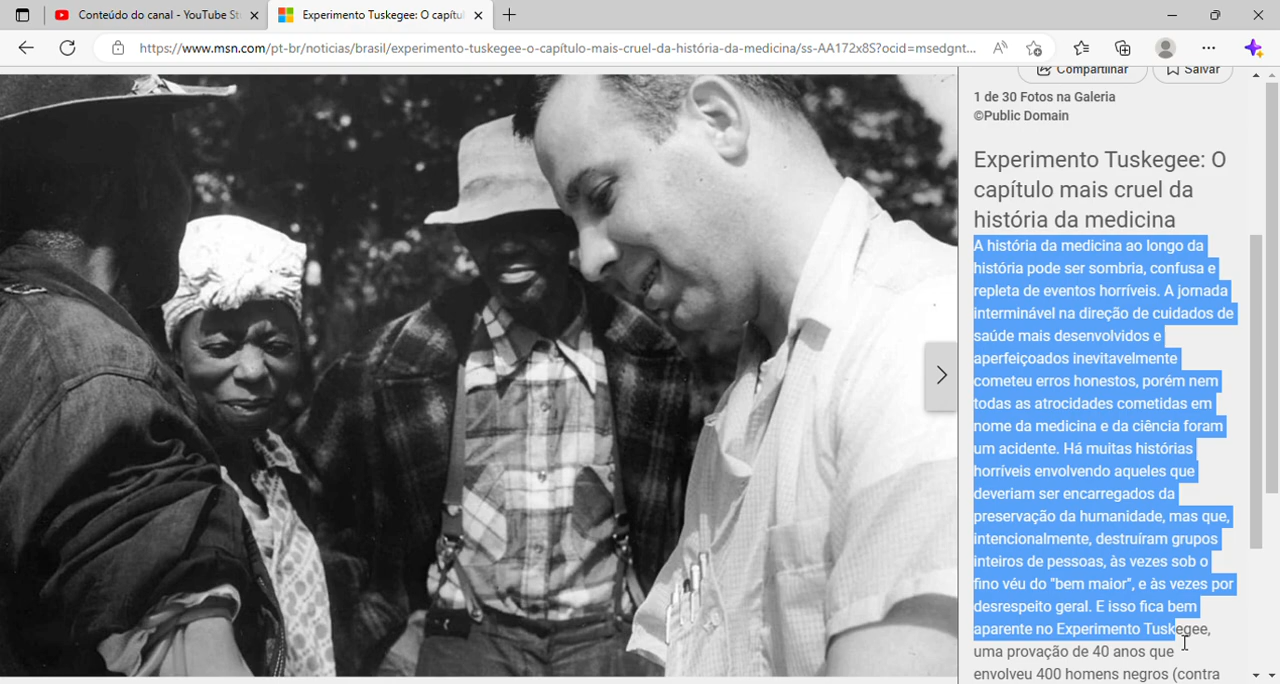 Conteúdo do canal - YouTube St
Experimento Tuskegee: O capítu
https://www.msn.com/pt-br/noticias/brasil/experimento-tuskegee-o-capítulo-mais-cruel-da-história-da-medicina/ss-AA172x8S?ocid=msedgnt...
Compartilhar
Salvar
1 de 30 Fotos na Galeria
©Public Domain
Experimento Tuskegee: O
capítulo mais cruel da
história da medicina
A história da medicina ao longo da
história pode ser sombria, confusa e
repleta de eventos horríveis. A jornada
interminável na direção de cuidados de
saúde mais desenvolvidos e
aperfeiçoados inevitavelmente
cometeu erros honestos, porém nem
todas as atrocidades cometidas em
nome da medicina e da ciência foram
um acidente. Há muitas histórias
horríveis envolvendo aqueles que
deveriam ser encarregados da
preservação da humanidade, mas que,
intencionalmente, destruíram grupos
inteiros de pessoas, às vezes sob o
fino véu do "bem maior", e às vezes por
desrespeito geral. E isso fica bem
aparente no Experimento Tuskegee,
uma provação de 40 anos que
envolveu 400 homens negros (contra